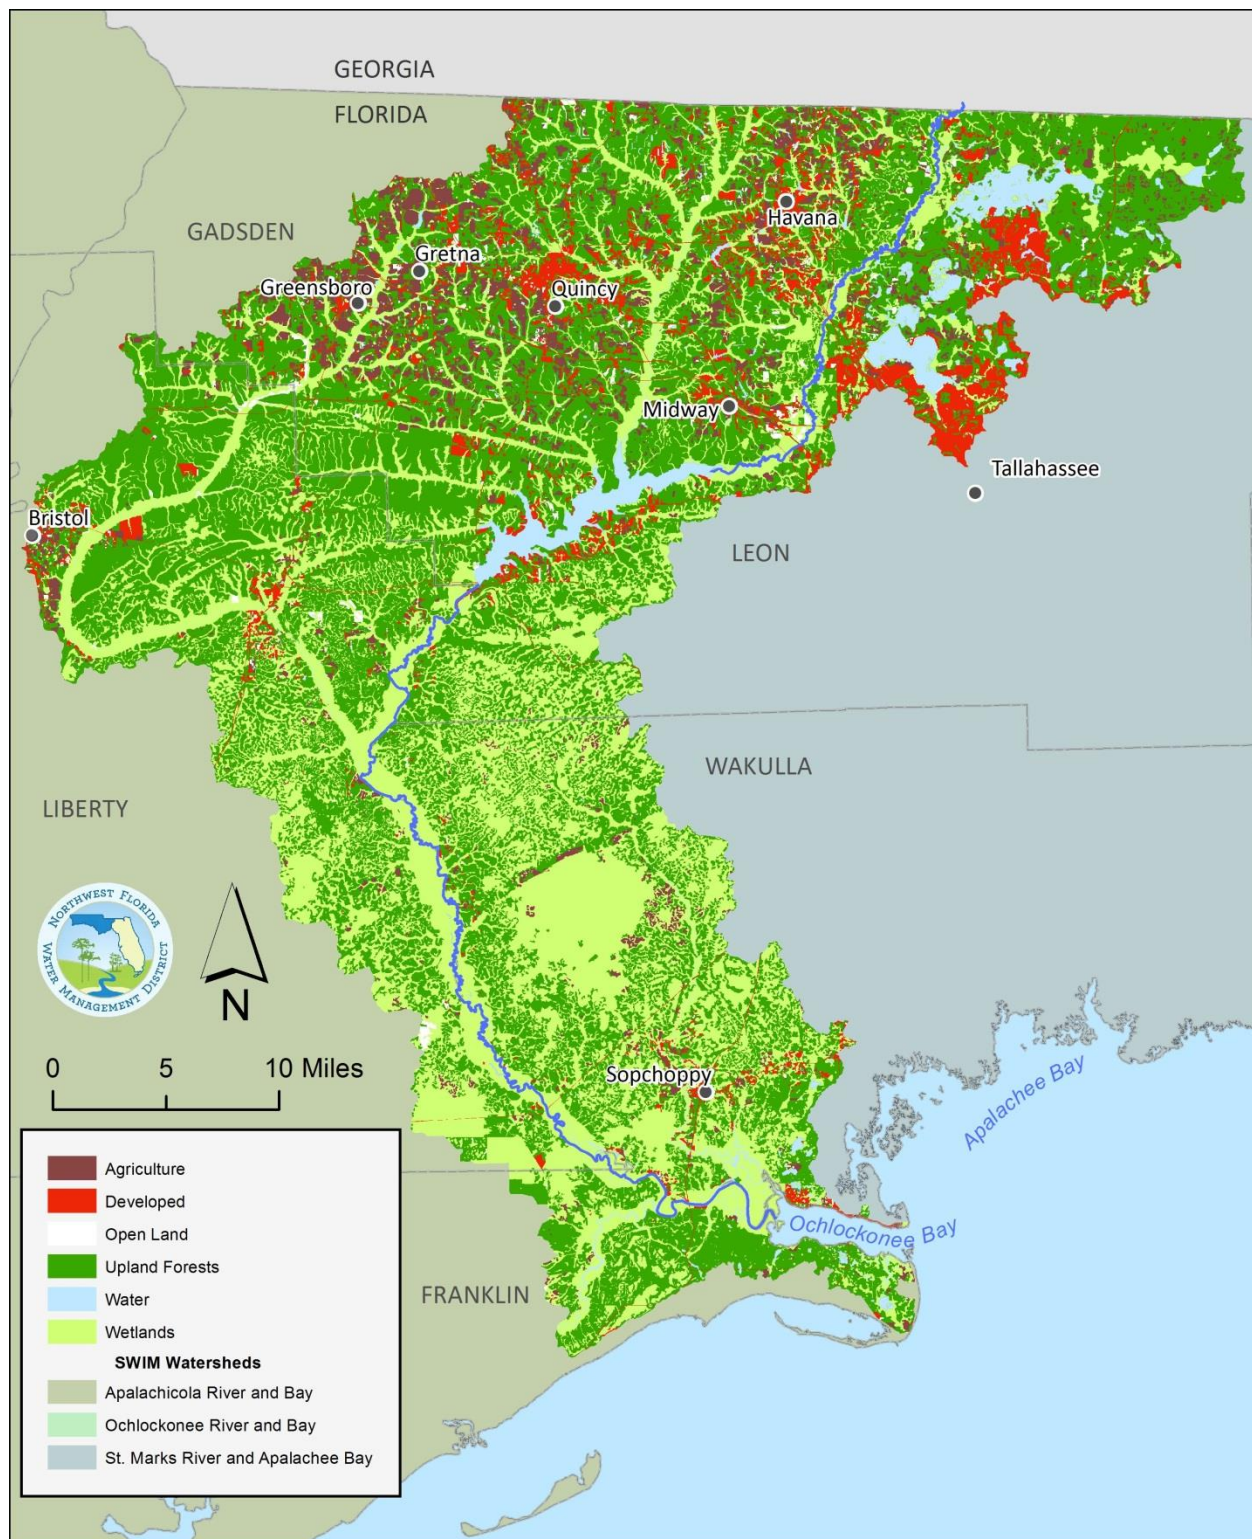 GEORGIA
FLORIDA
GADSDEN
Havana
Gretna
Greensboro
Quincy
Midway
Tallahassee
Bristol
LEON
WAKULLA
LIBERTY
NORTHWEST FLORIDA
WATER MANAGEMENT DISTRICT
N
0 5 10 Miles
Sopchoppy
Apalachee Bay
Ochlockonee Bay
FRANKLIN
Agriculture
Developed
Open Land
Upland Forests
Water
Wetlands
SWIM Watersheds
Apalachicola River and Bay
Ochlockonee River and Bay
St. Marks River and Apalachee Bay